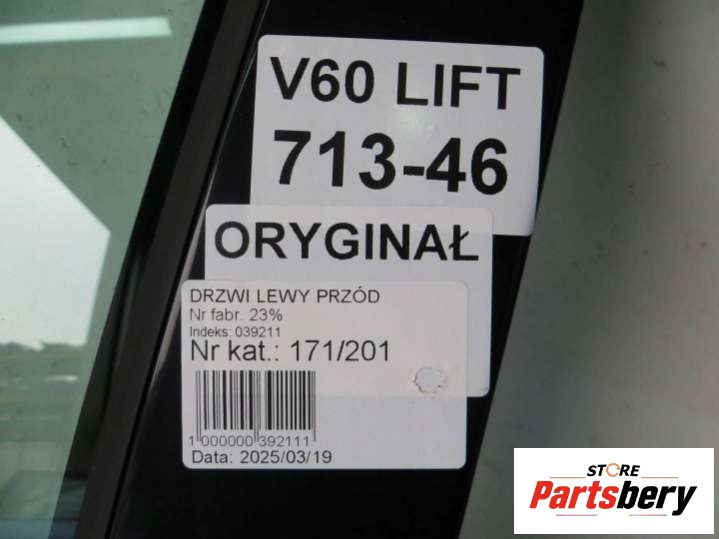 V60 LIFT
713-46
ORYGINAŁ
DRZWI LEWY PRZÓD
Nr fabr. 23%
Indeks: 039211
Nr kat.: 171/201
1 000000 392111
Data: 2025/03/19
STORE
Partsbery